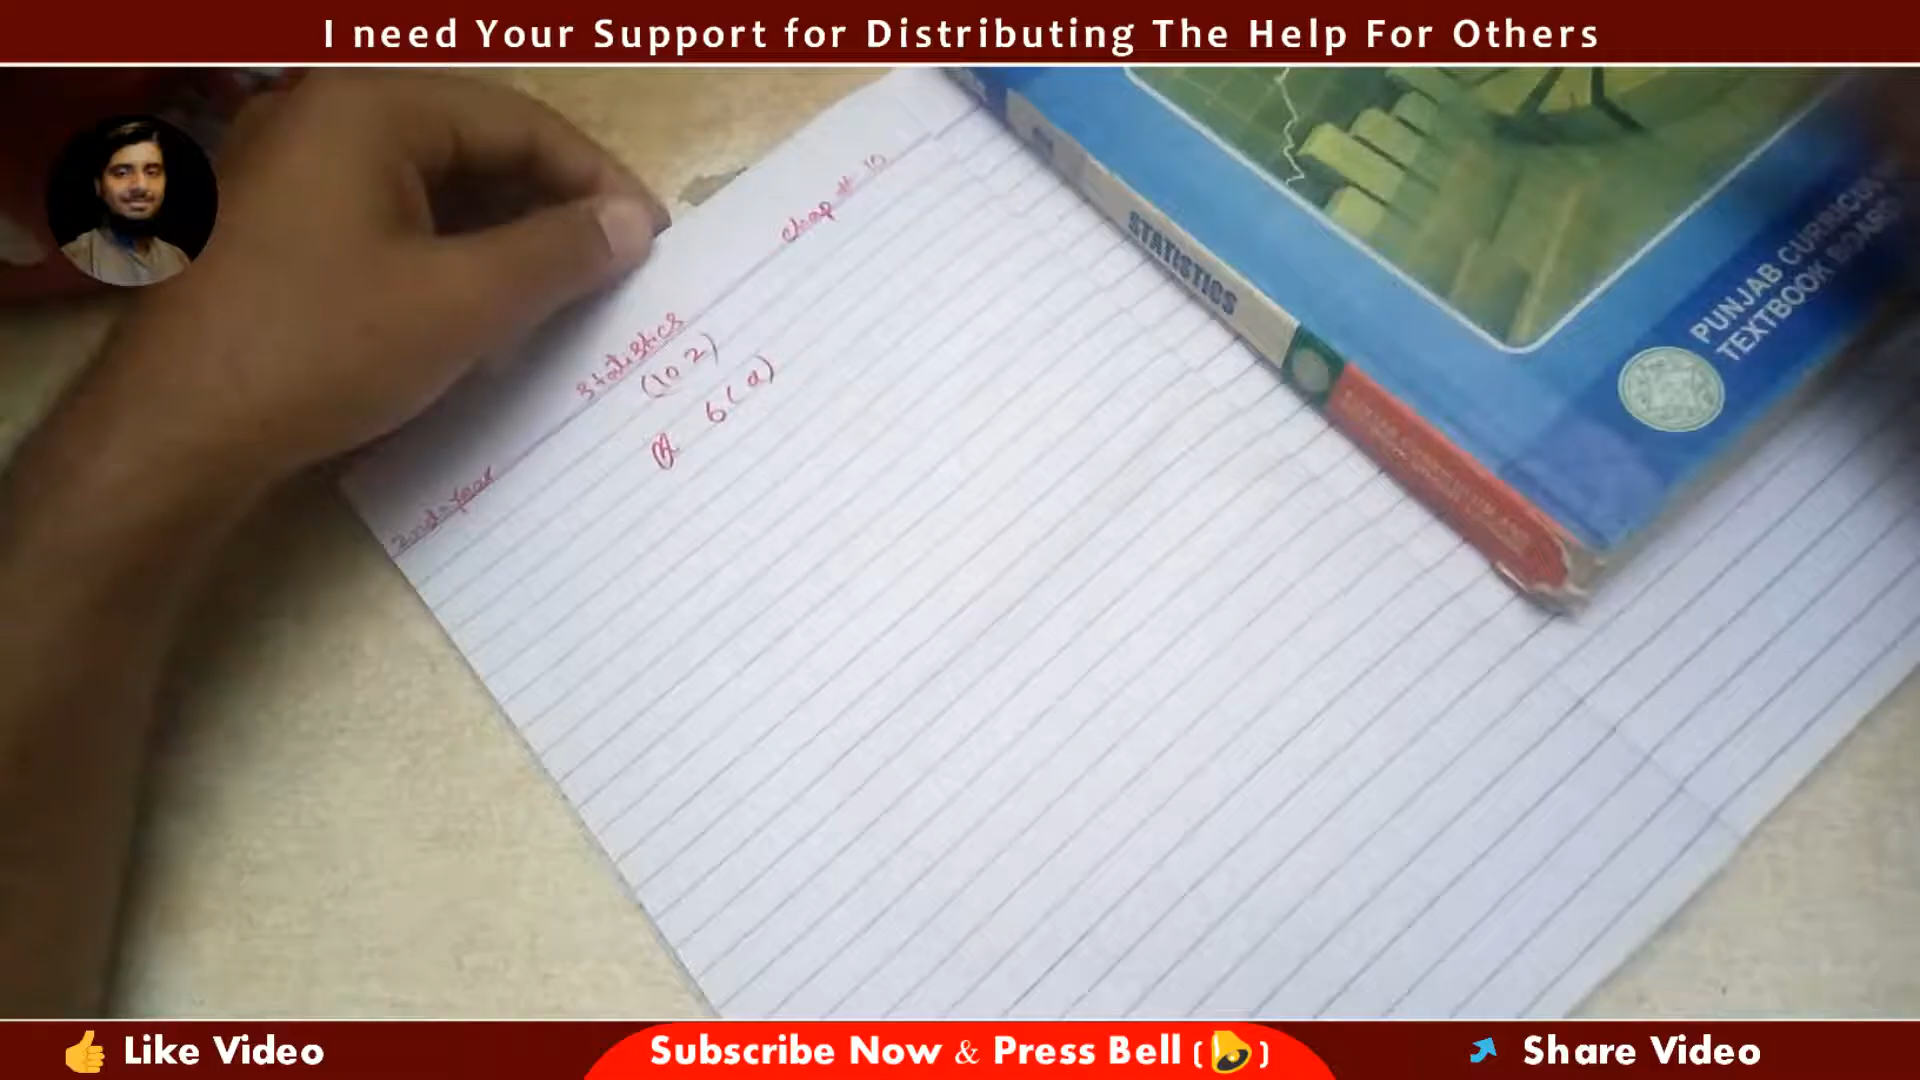 I need Your Support for Distributing The Help For Others
2nd year
Statistics
Chap # 10
(10 2)
6(a)
STATISTICS
PUNJAB CURRICULUM
TEXTBOOK BOARD
Like Video
Subscribe Now & Press Bell ( )
Share Video